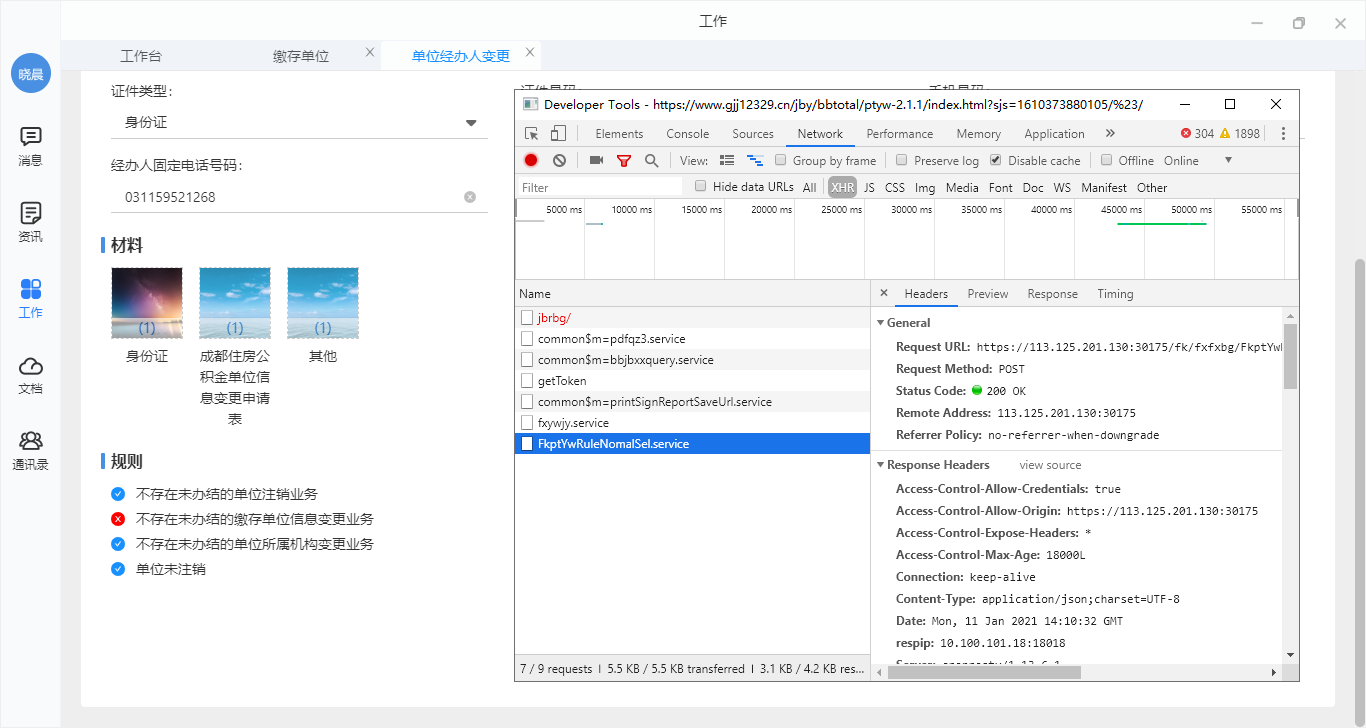 工作
晓晨
消息
资讯
工作
文档
通讯录
工作台
缴存单位
单位经办人变更
证件类型:
身份证
经办人固定电话号码:
031159521268
材料
(1)
(1)
(1)
身份证
成都住房公
积金单位信
息变更申请
表
其他
规则
不存在未办结的单位注销业务
不存在未办结的缴存单位信息变更业务
不存在未办结的单位所属机构变更业务
单位未注销
Developer Tools - https://www.gjj12329.cn/jby/bbtotal/ptyw-2.1.1/index.html?sjs=1610373880105/%23/
Elements Console Sources Network Performance Memory Application » 304 1898
View: Group by frame Preserve log Disable cache Offline Online
Filter Hide data URLs All XHR JS CSS Img Media Font Doc WS Manifest Other
5000 ms 10000 ms 15000 ms 20000 ms 25000 ms 30000 ms 35000 ms 40000 ms 45000 ms 50000 ms 55000 ms
Name
jbrbg/
common$m=pdfqz3.service
common$m=bbjbxxquery.service
getToken
common$m=printSignReportSaveUrl.service
fxywjy.service
FkptYwRuleNomalSel.service
7 / 9 requests | 5.5 KB / 5.5 KB transferred | 3.1 KB / 4.2 KB res...
Headers Preview Response Timing
General
Request URL: https://113.125.201.130:30175/fk/fxfxbg/FkptYw
Request Method: POST
Status Code: 200 OK
Remote Address: 113.125.201.130:30175
Referrer Policy: no-referrer-when-downgrade
Response Headers view source
Access-Control-Allow-Credentials: true
Access-Control-Allow-Origin: https://113.125.201.130:30175
Access-Control-Expose-Headers: *
Access-Control-Max-Age: 18000L
Connection: keep-alive
Content-Type: application/json;charset=UTF-8
Date: Mon, 11 Jan 2021 14:10:32 GMT
respip: 10.100.101.18:18018